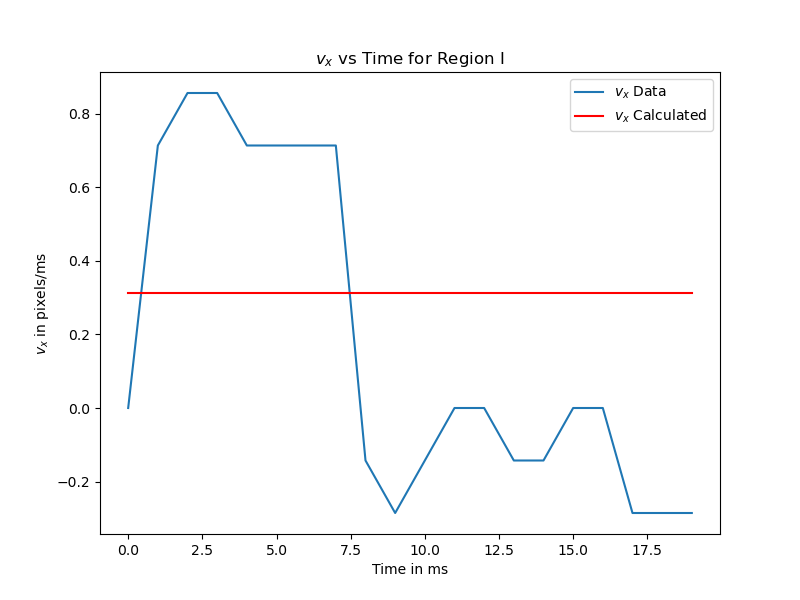 v_x vs Time for Region I
v_x Data
v_x Calculated
0.8
0.6
0.4
0.2
0.0
−0.2
v_x in pixels/ms
0.0 2.5 5.0 7.5 10.0 12.5 15.0 17.5
Time in ms